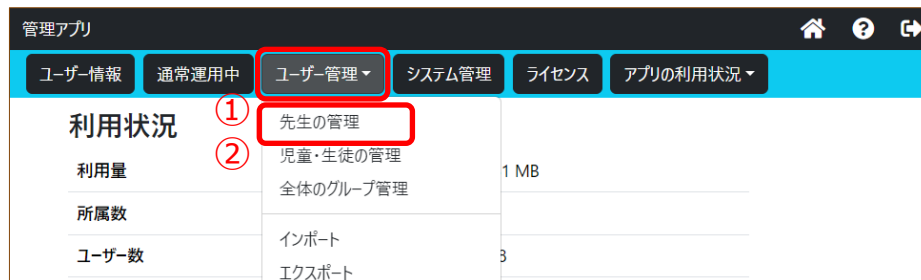 管理アプリ
ユーザー情報 通常運用中 ユーザー管理 システム管理 ライセンス アプリの利用状況
① 先生の管理
利用状況
② 児童・生徒の管理
利用量 1 MB
全体のグループ管理
所属数
インポート
ユーザー数
エクスポート